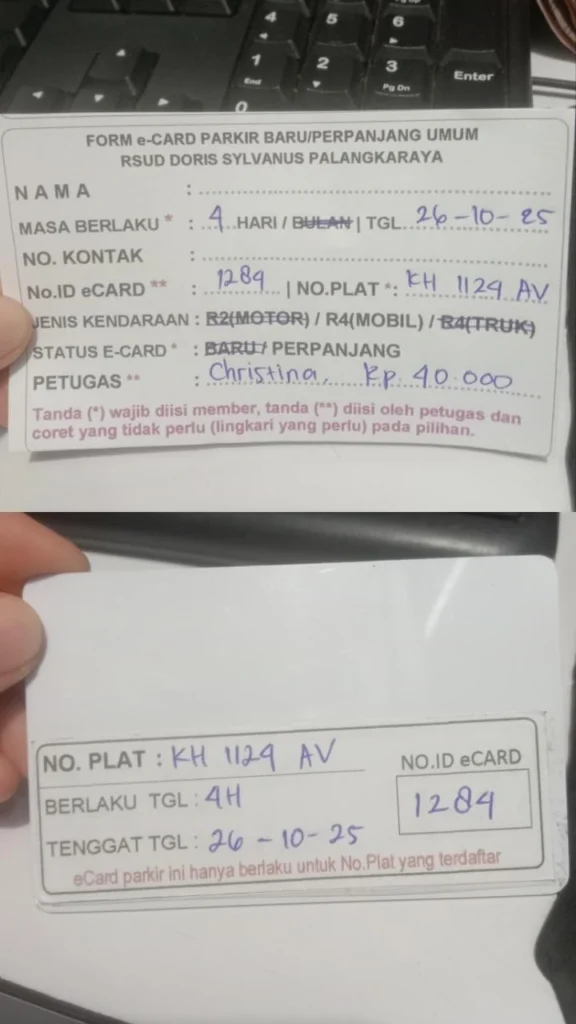 4 5 6
1 2 3 Enter
End Pg Dn
0
FORM e-CARD PARKIR BARU/PERPANJANG UMUM
RSUD DORIS SYLVANUS PALANGKARAYA
NAMA :
MASA BERLAKU * : 4 HARI / BULAN | TGL. 26-10-25
NO. KONTAK :
No.ID eCARD ** : 1284 | NO.PLAT *: KH 1124 AV
JENIS KENDARAAN : R2(MOTOR) / R4(MOBIL) / R4(TRUK)
STATUS E-CARD * : BARU / PERPANJANG
PETUGAS ** : Christina, Rp. 40.000
Tanda (*) wajib diisi member, tanda (**) diisi oleh petugas dan
coret yang tidak perlu (lingkari yang perlu) pada pilihan.
NO. PLAT : KH 1124 AV
NO.ID eCARD
BERLAKU TGL : 4H
1284
TENGGAT TGL : 26-10-25
eCard parkir ini hanya berlaku untuk No.Plat yang terdaftar